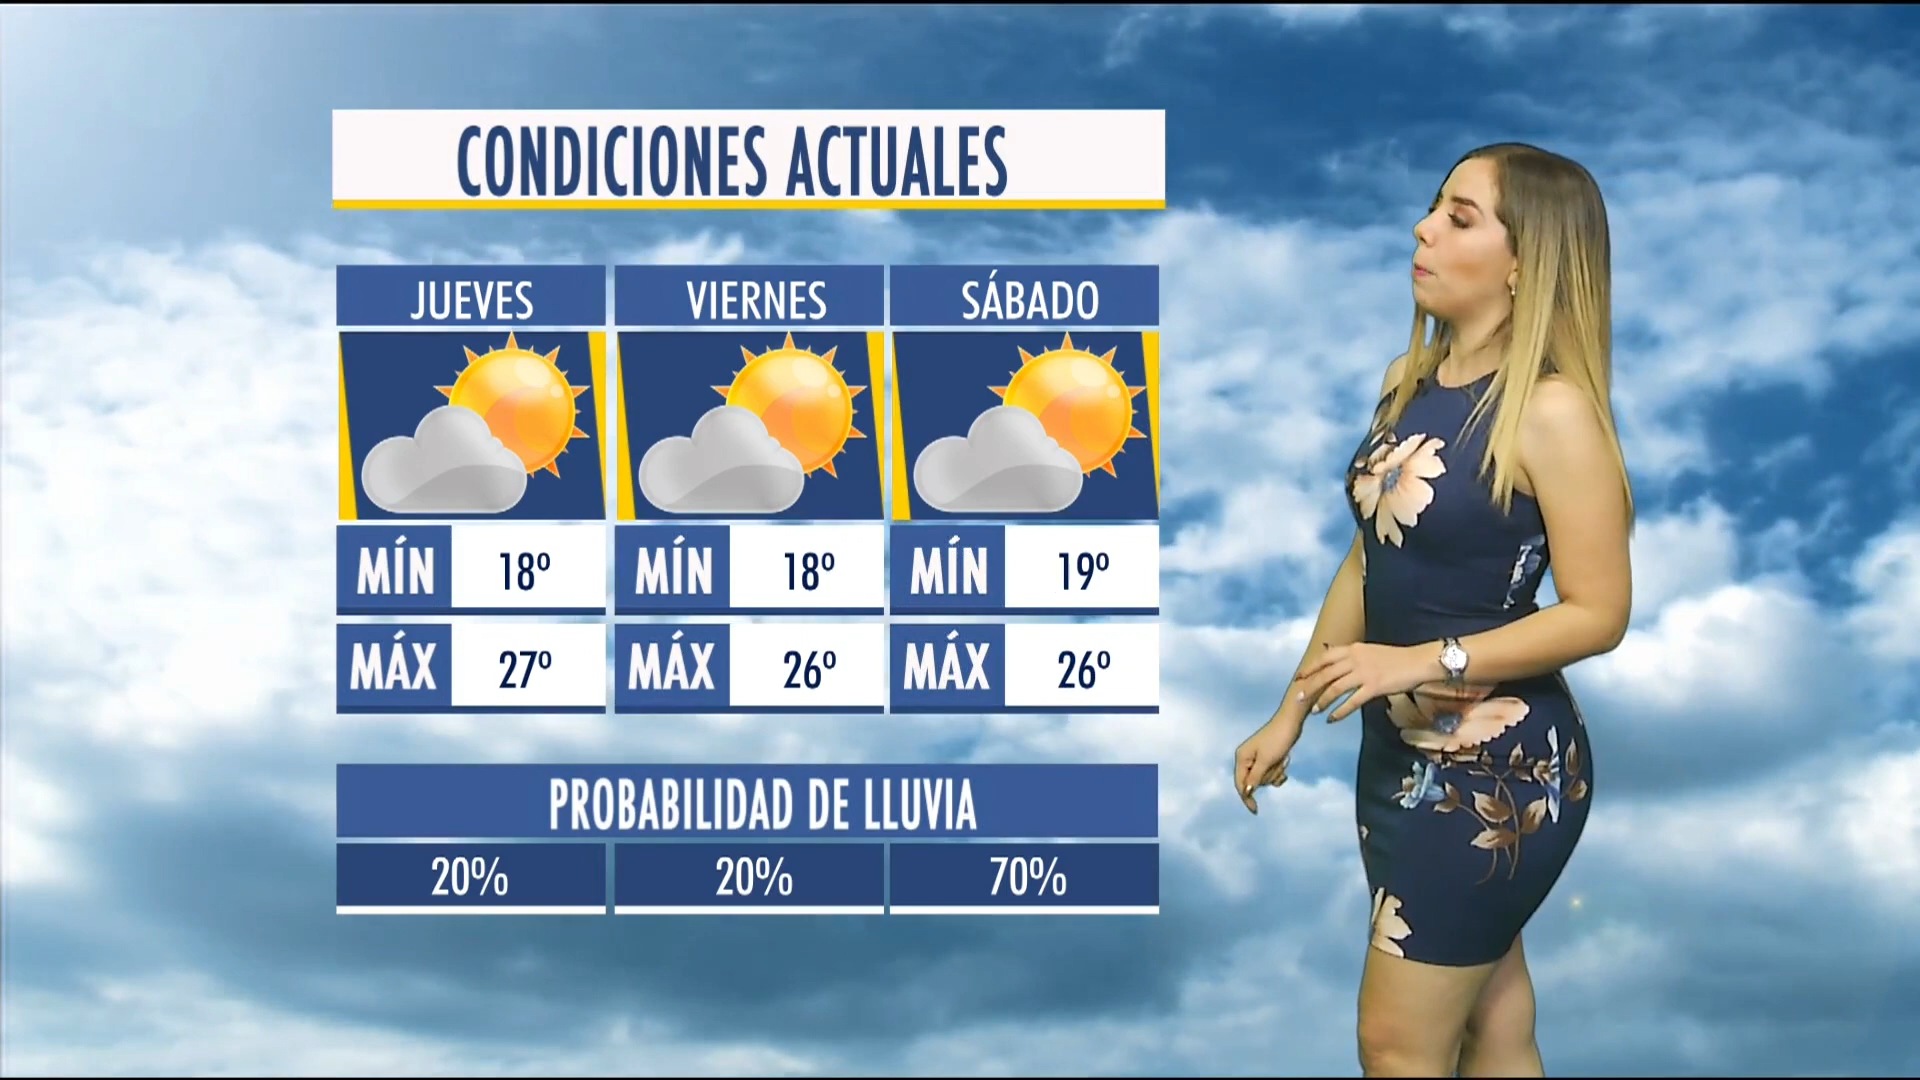 CONDICIONES ACTUALES
JUEVES VIERNES SÁBADO
MÍN 18º MÍN 18º MÍN 19º
MÁX 27º MÁX 26º MÁX 26º
PROBABILIDAD DE LLUVIA
20% 20% 70%